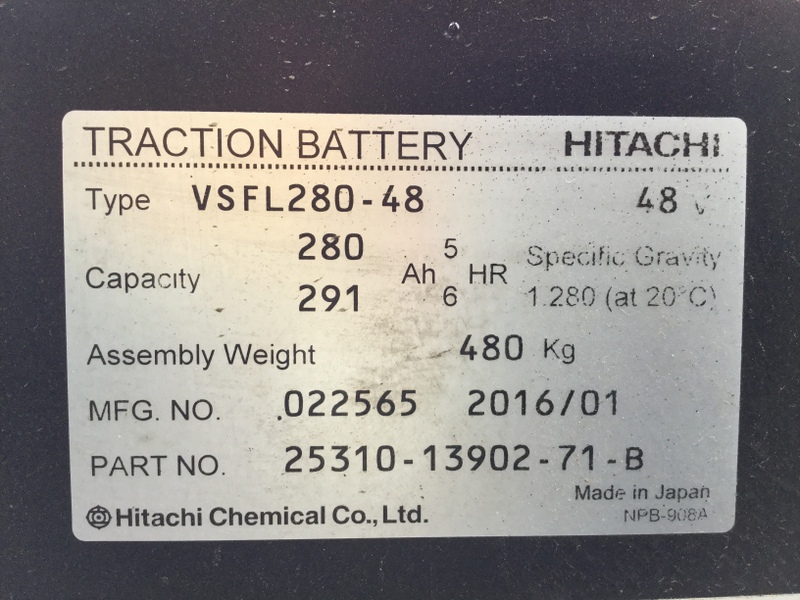 TRACTION BATTERY HITACHI
Type VSFL280-48 48 V
280 5
Capacity Ah HR Specific Gravity
291 6 1.280 (at 20°C)
Assembly Weight 480 Kg
MFG. NO. .022565 2016/01
PART NO. 25310-13902-71-B
Made in Japan
Hitachi Chemical Co., Ltd. NPB-908A